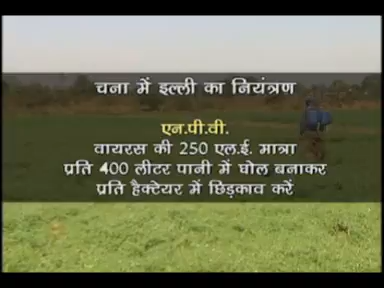 चना में इल्ली का नियंत्रण
एन.पी.वी.
वायरस की 250 एल.ई. मात्रा
प्रति 400 लीटर पानी में घोल बनाकर
प्रति हैक्टेयर में छिड़काव करें